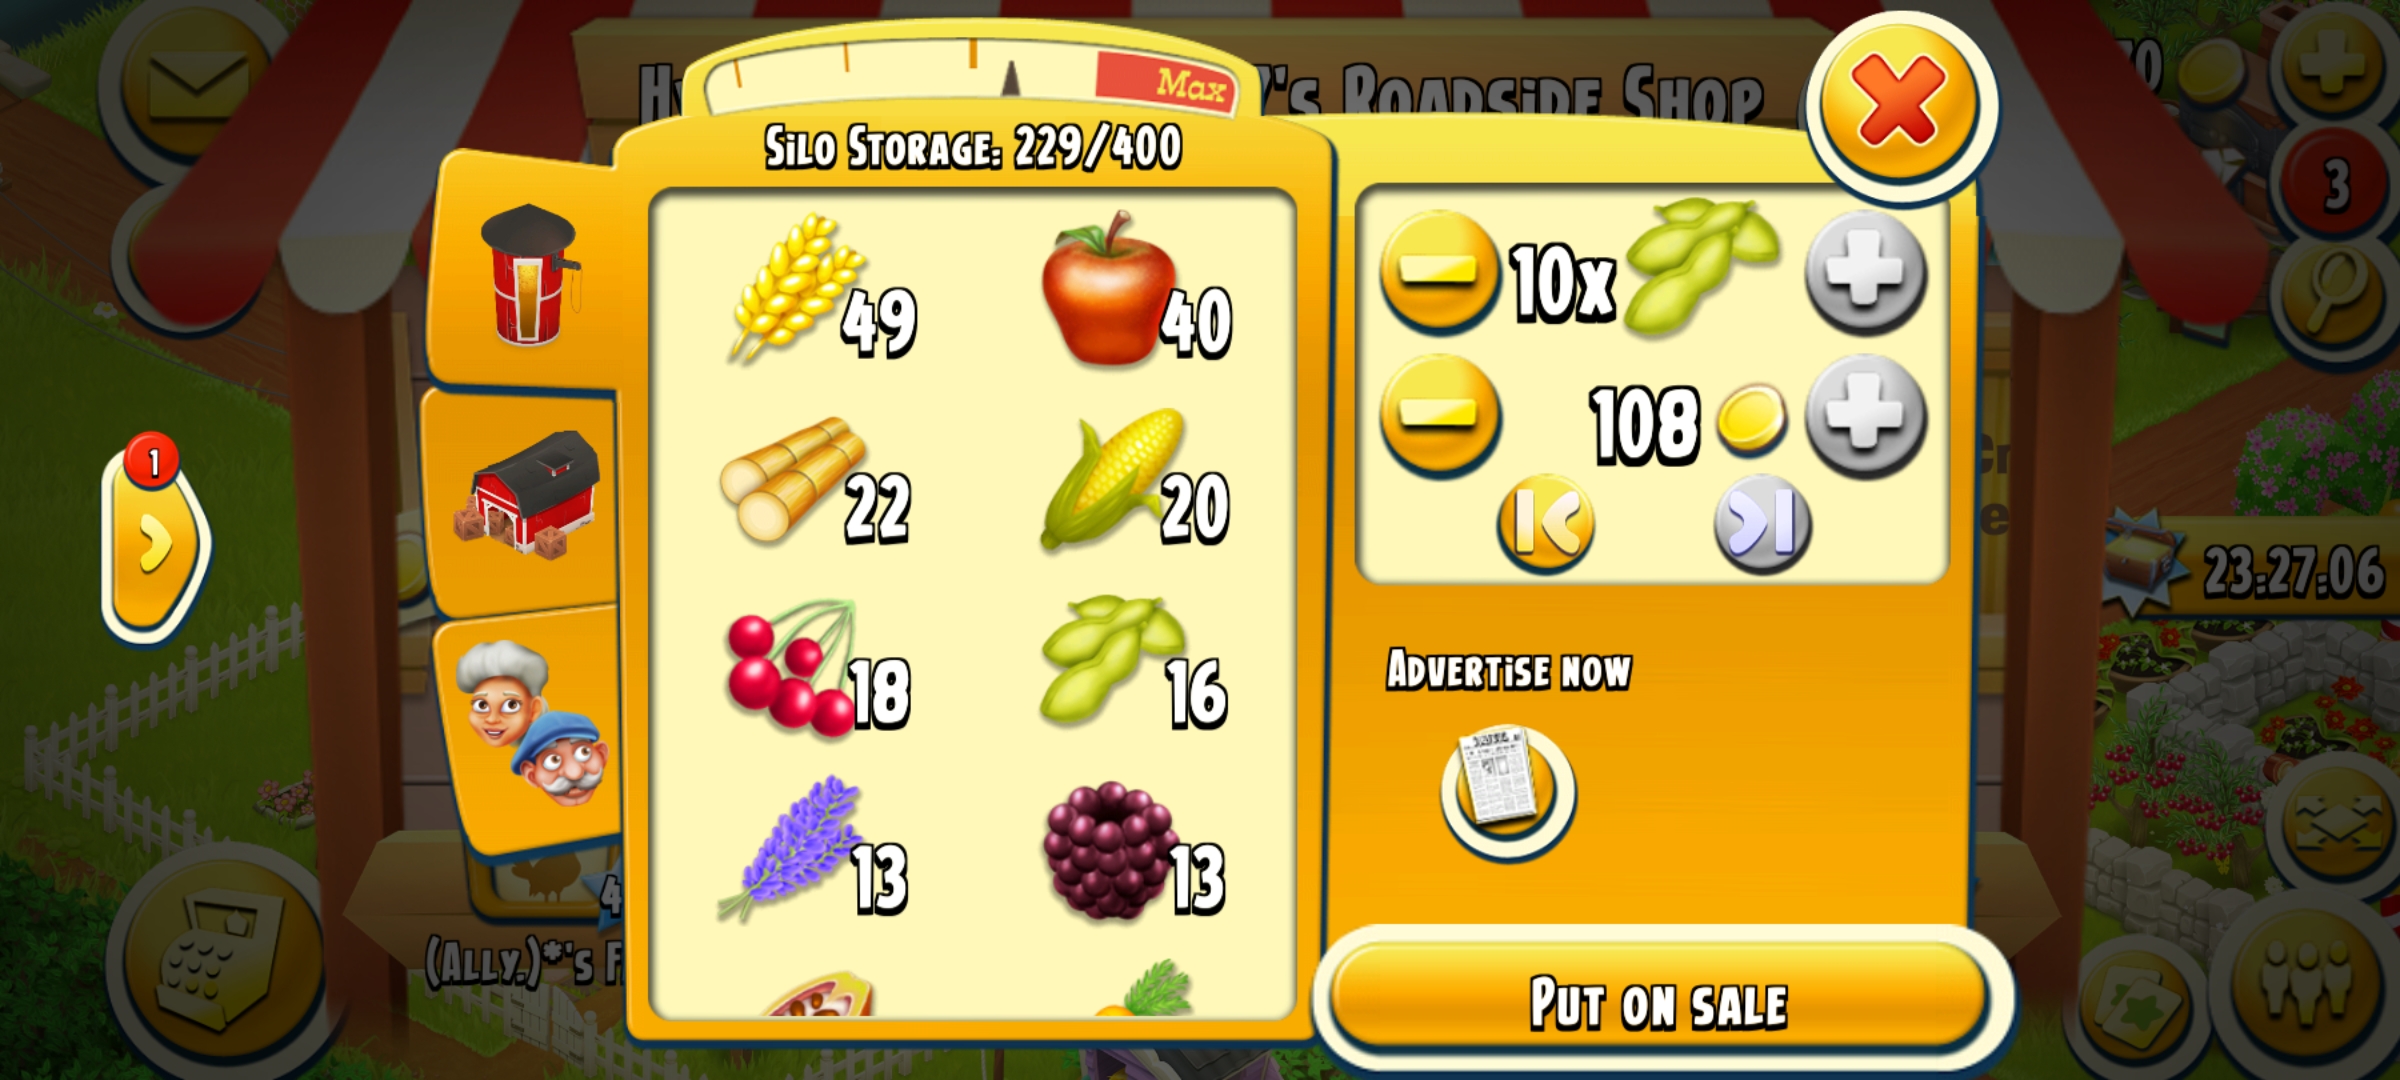 Max
's Roadside Shop
Silo Storage: 229/400
3
49
40
10x
22
20
108
1
18
16
23:27:06
Advertise now
13
13
(Ally.)*'s
Put on sale